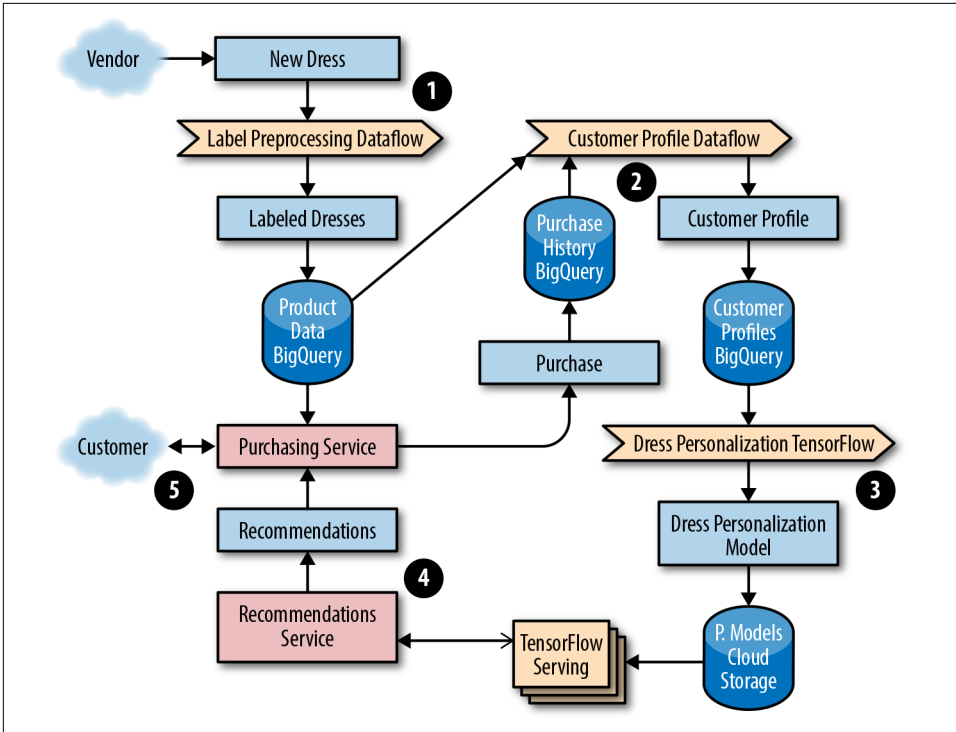 Vendor
New Dress
1
Label Preprocessing Dataflow
Customer Profile Dataflow
2
Labeled Dresses
Purchase
History
BigQuery
Customer Profile
Product
Data
BigQuery
Customer
Profiles
BigQuery
Purchase
Customer
Purchasing Service
Dress Personalization TensorFlow
5
3
Recommendations
Dress Personalization
Model
4
Recommendations
Service
TensorFlow
Serving
P. Models
Cloud
Storage